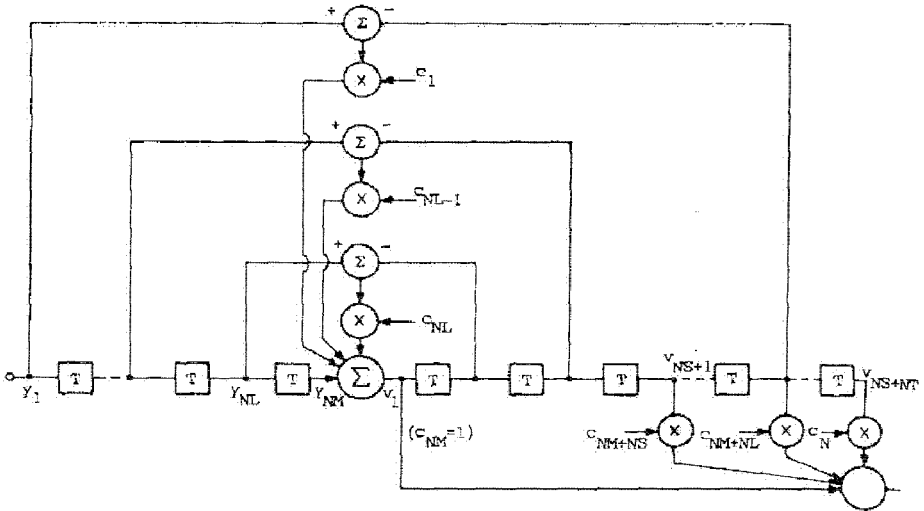 + Σ −
× c1
+ Σ −
× cNL-1
+ Σ −
× cNL
T T T Σ T T T T T
y1 yNL yNM v1 vNS+1 vNS+NT
(cNM=1) cNM+NS × cNM+NL × cN ×